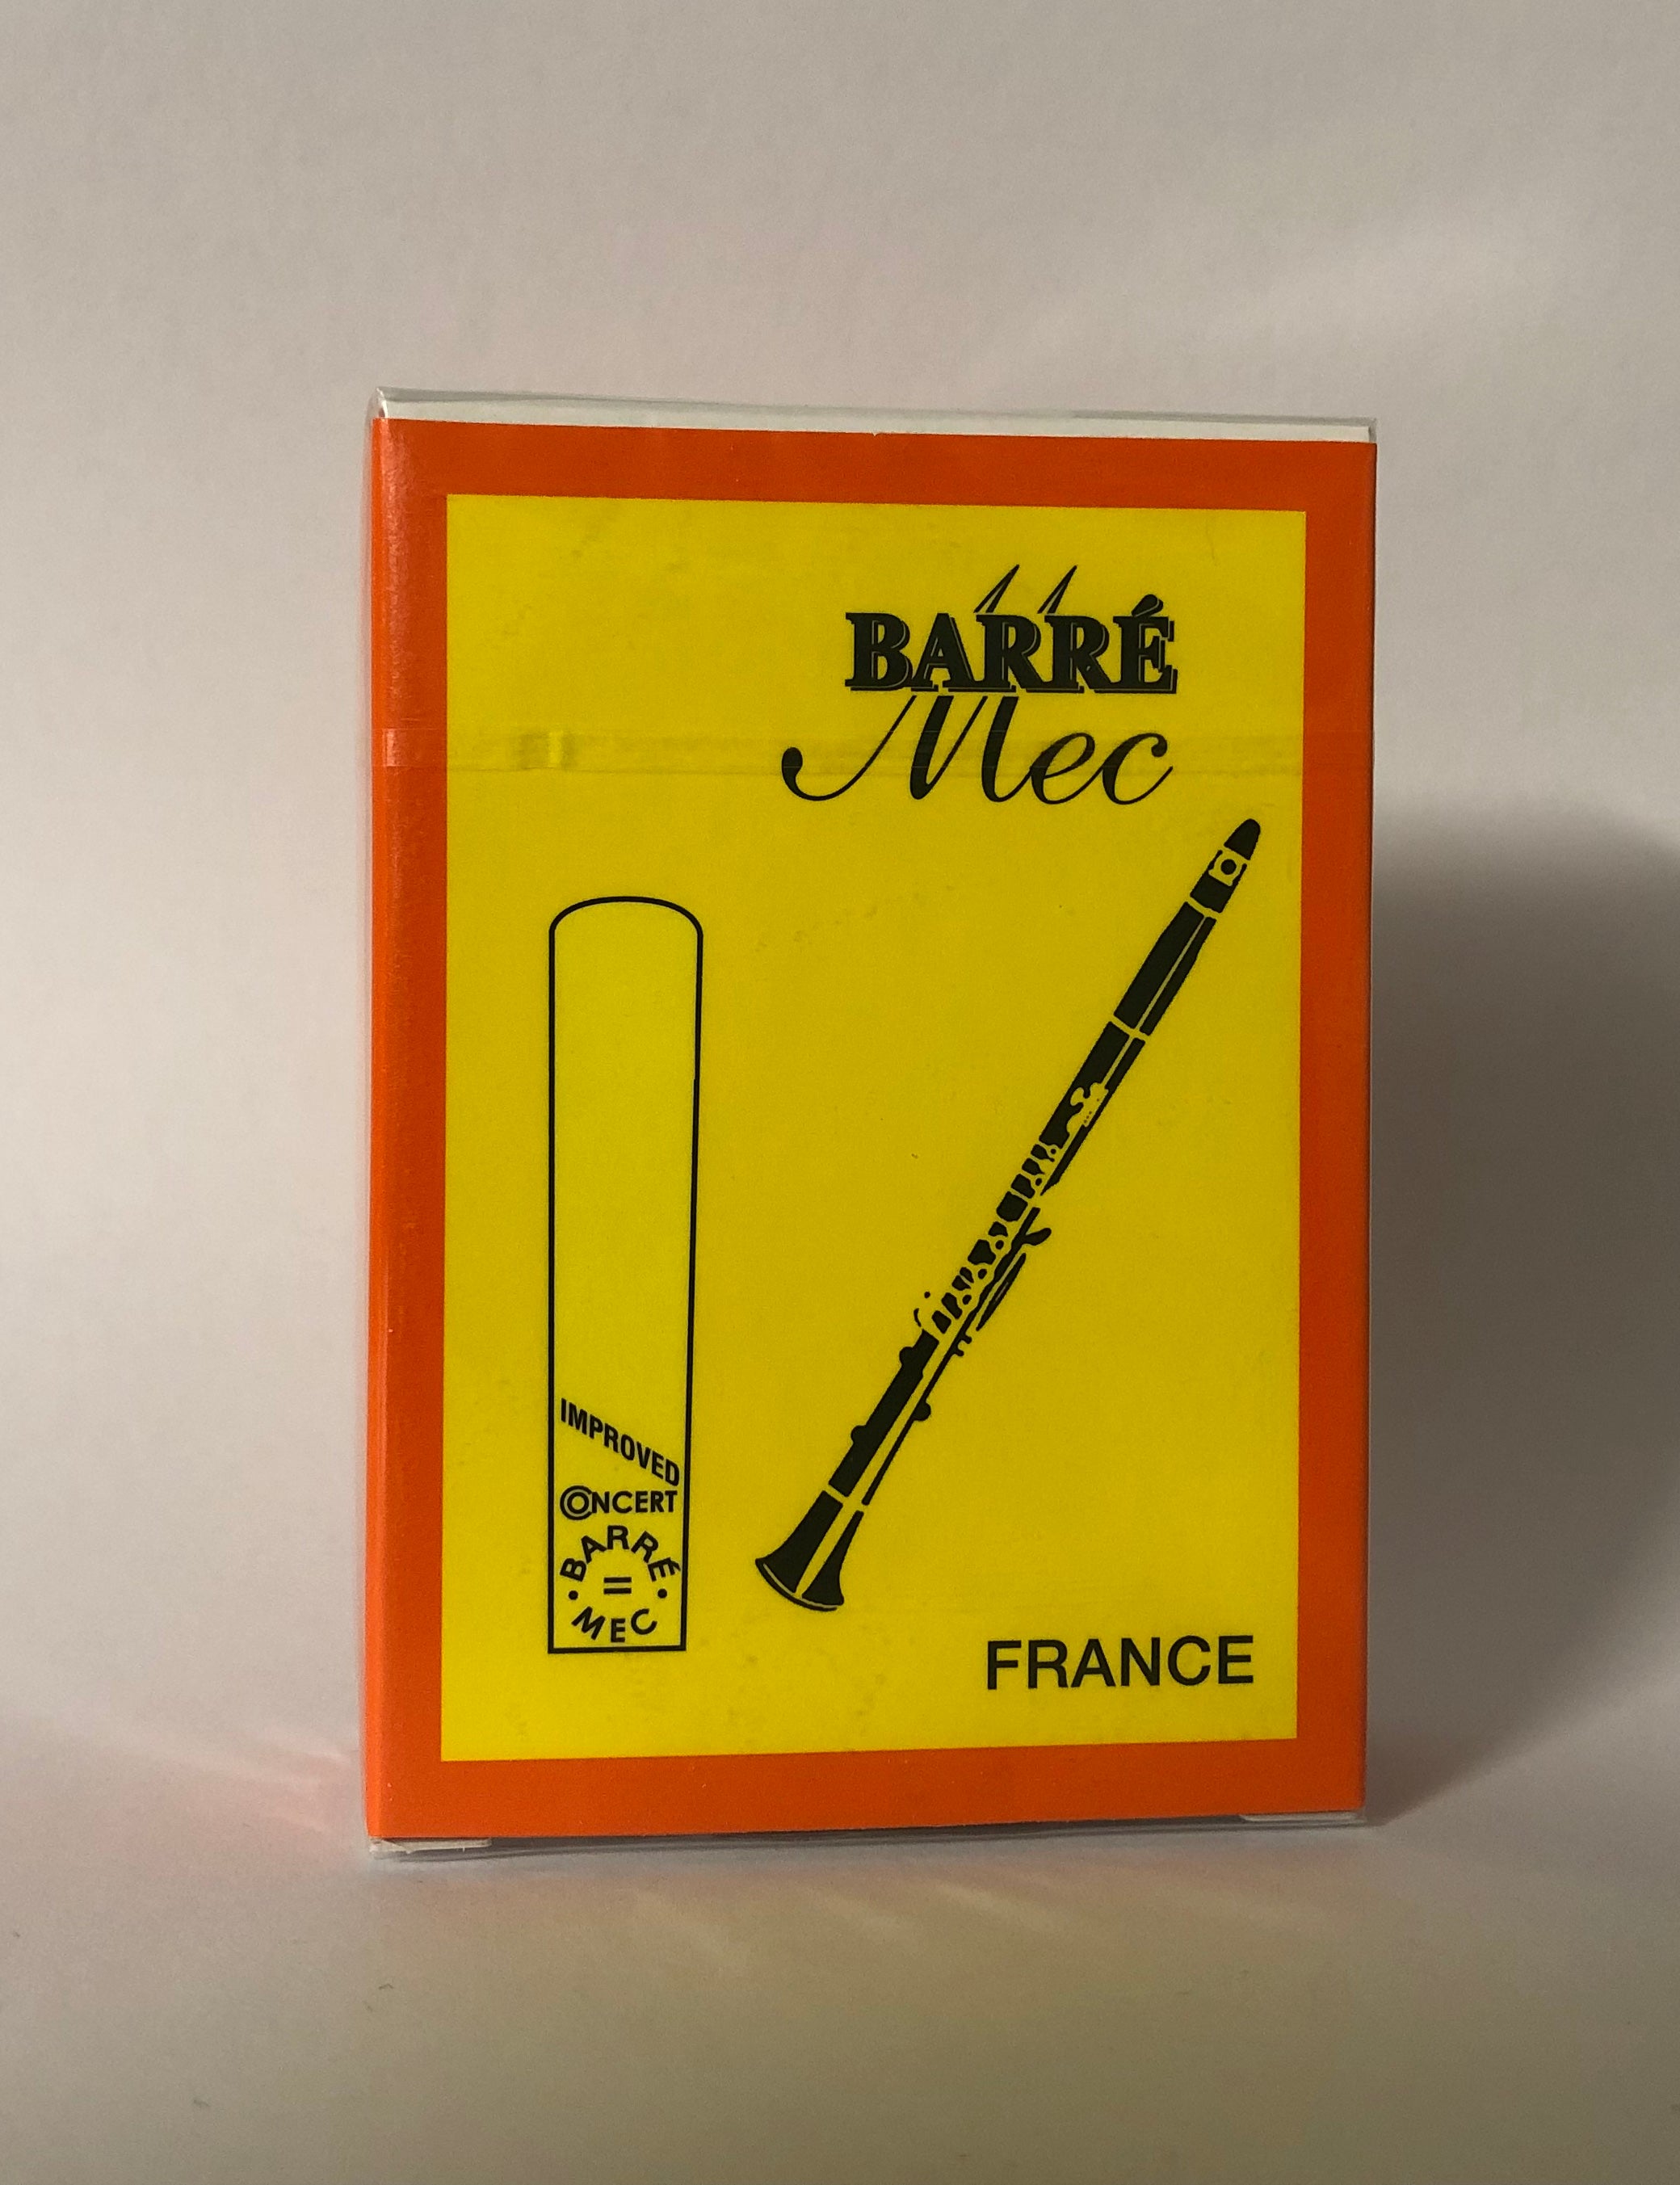 BARRÉ
Mec
IMPROVED
CONCERT
BARRÉ
=
MEC
FRANCE